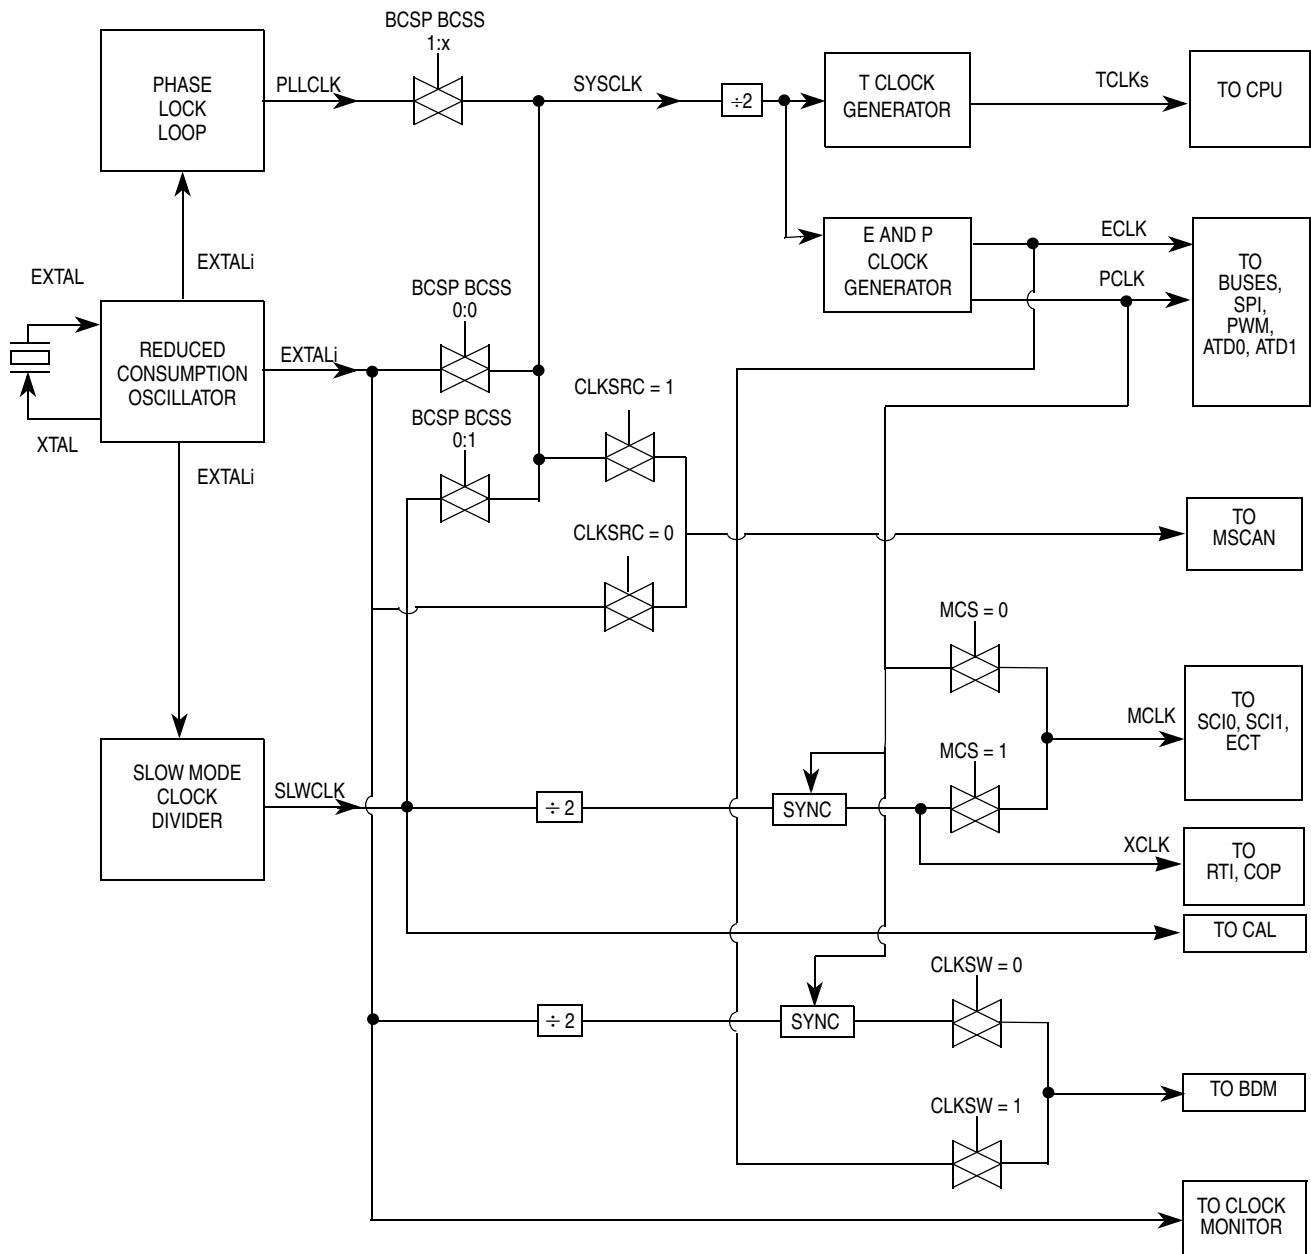 BCSP BCSS
1:x
PHASE
LOCK
LOOP
PLLCLK
SYSCLK
÷2
T CLOCK
GENERATOR
TCLKs
TO CPU
EXTALi
E AND P
CLOCK
GENERATOR
ECLK
PCLK
TO
BUSES,
SPI,
PWM,
ATD0, ATD1
EXTAL
REDUCED
CONSUMPTION
OSCILLATOR
XTAL
EXTALi
BCSP BCSS
0:0
CLKSRC = 1
BCSP BCSS
0:1
EXTALi
CLKSRC = 0
TO
MSCAN
MCS = 0
MCLK
TO
SCI0, SCI1,
ECT
MCS = 1
SLOW MODE
CLOCK
DIVIDER
SLWCLK
÷ 2
SYNC
XCLK
TO
RTI, COP
TO CAL
CLKSW = 0
÷ 2
SYNC
TO BDM
CLKSW = 1
TO CLOCK
MONITOR